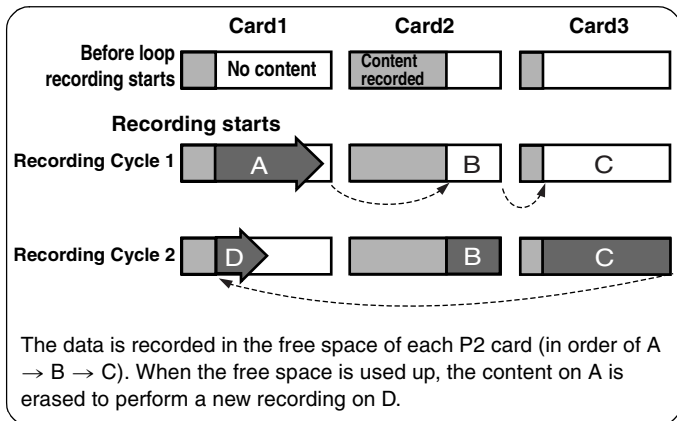 Card1 Card2 Card3
Before loop
recording starts
No content
Content
recorded
Recording starts
Recording Cycle 1
A B C
Recording Cycle 2
D B C
The data is recorded in the free space of each P2 card (in order of A
→ B → C). When the free space is used up, the content on A is
erased to perform a new recording on D.